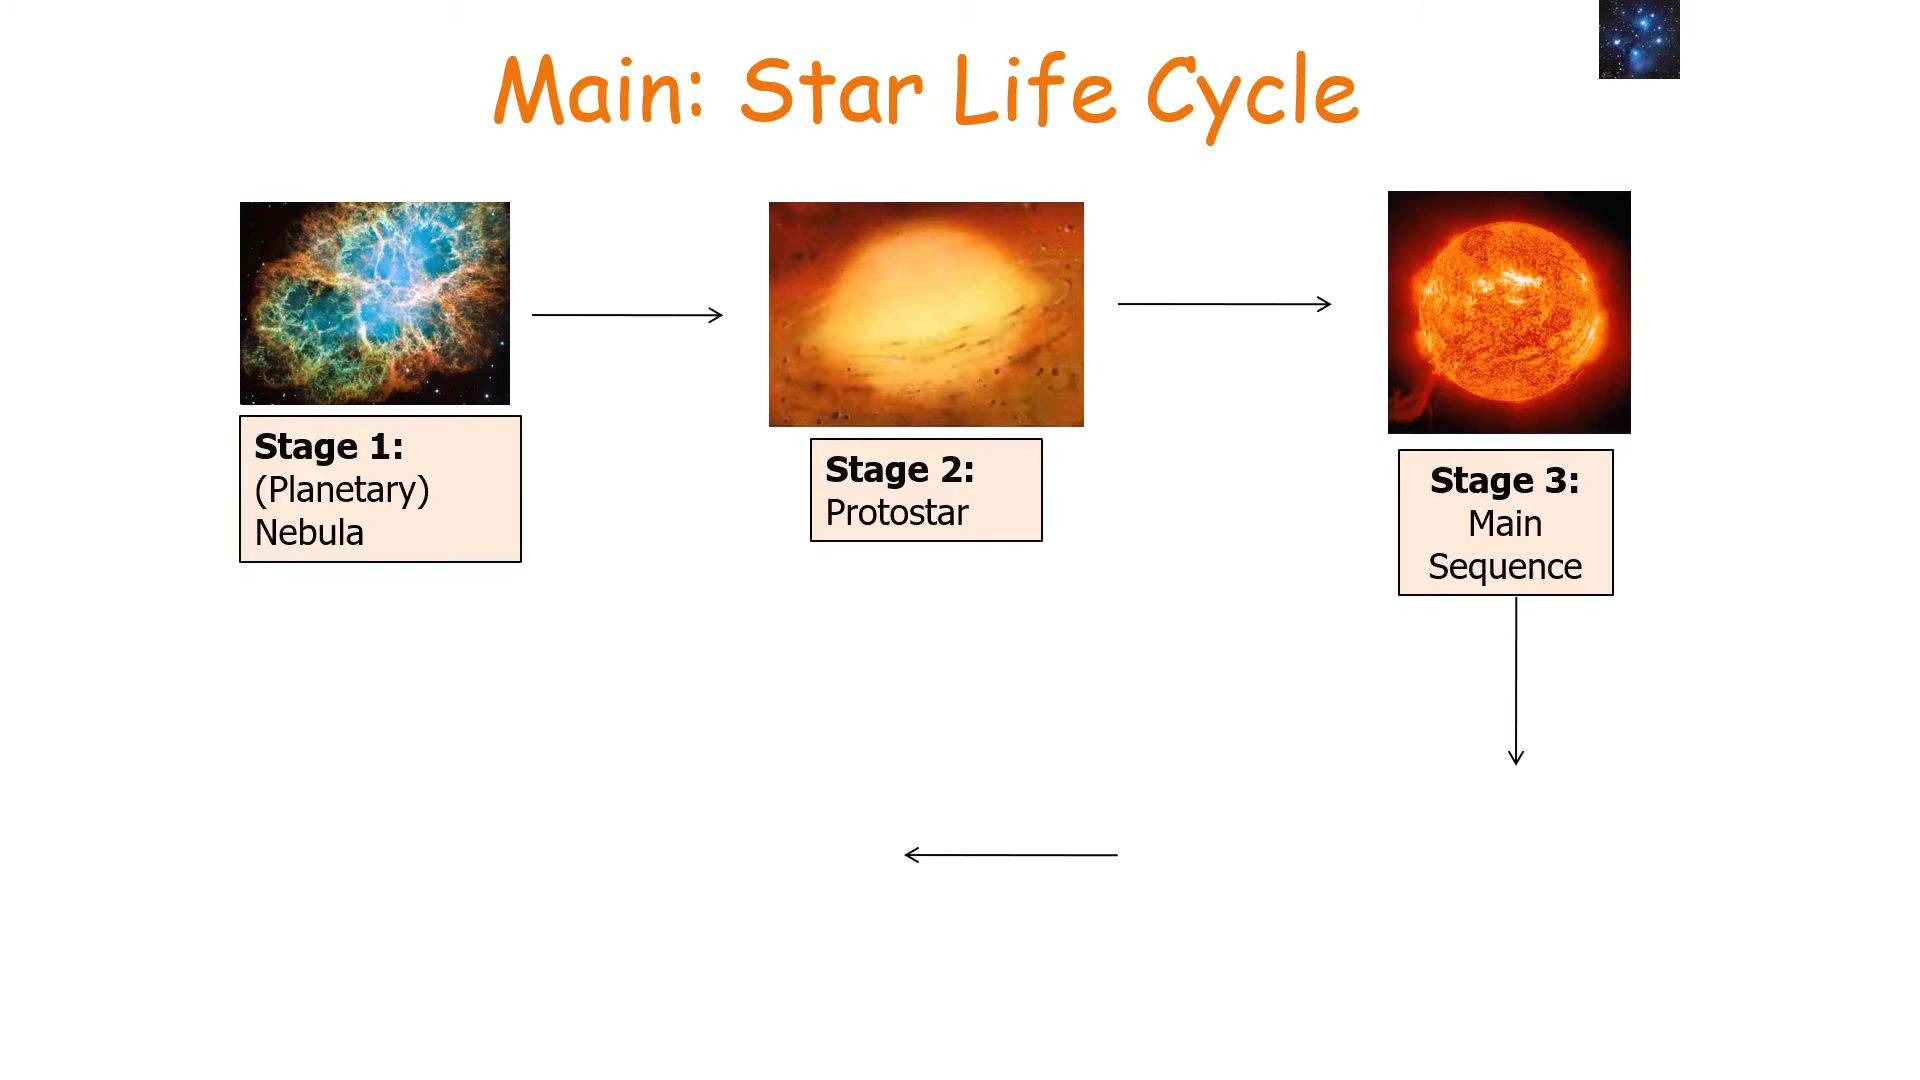 Main: Star Life Cycle
Stage 1:
(Planetary)
Nebula
Stage 2:
Protostar
Stage 3:
Main
Sequence